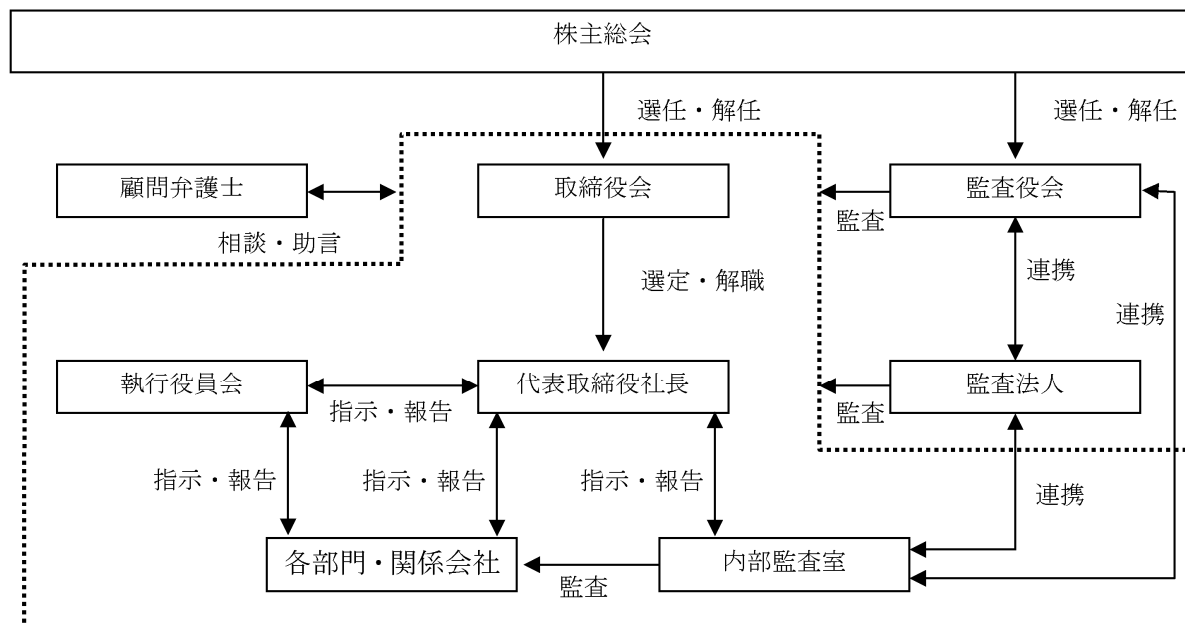 株主総会
選任・解任
選任・解任
顧問弁護士
取締役会
監査役会
監査
相談・助言
連携
選定・解職
連携
執行役員会
代表取締役社長
監査法人
指示・報告
監査
指示・報告
指示・報告
指示・報告
連携
各部門・関係会社
内部監査室
監査